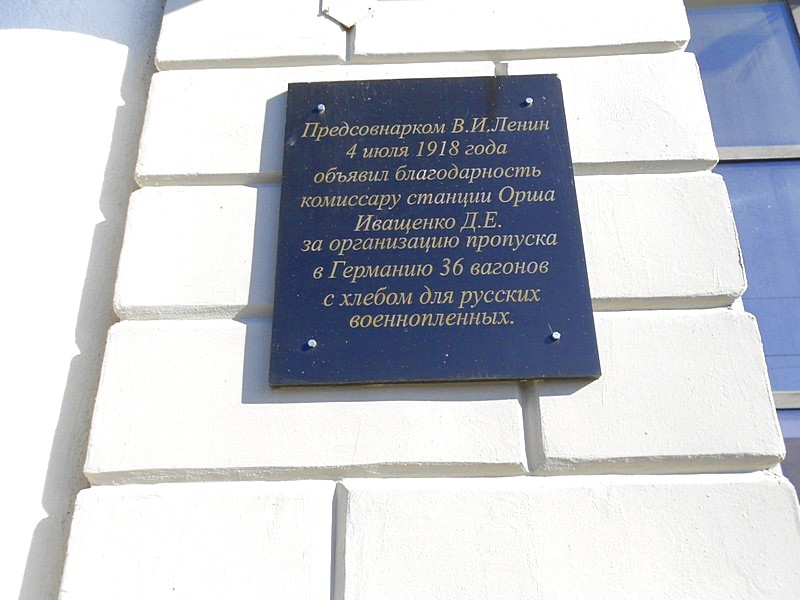 Предсовнарком В.И.Ленин
4 июля 1918 года
объявил благодарность
комиссару станции Орша
Иващенко Д.Е.
за организацию пропуска
в Германию 36 вагонов
с хлебом для русских
военнопленных.